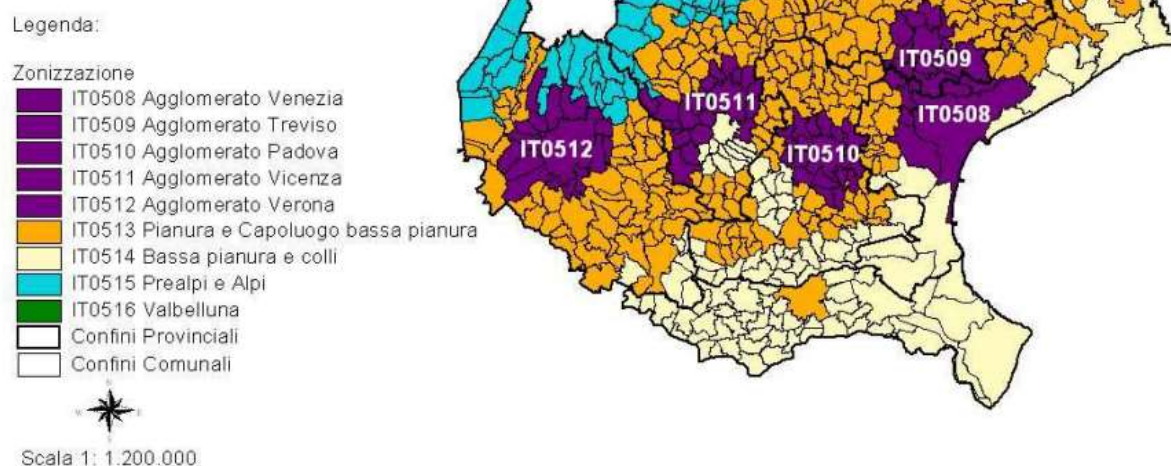 Legenda:
Zonizzazione
IT0508 Agglomerato Venezia
IT0509 Agglomerato Treviso
IT0510 Agglomerato Padova
IT0511 Agglomerato Vicenza
IT0512 Agglomerato Verona
IT0513 Pianura e Capoluogo bassa pianura
IT0514 Bassa pianura e colli
IT0515 Prealpi e Alpi
IT0516 Valbelluna
Confini Provinciali
Confini Comunali
N
W E
S
Scala 1: 1.200.000
IT0509
IT0511
IT0508
IT0512
IT0510